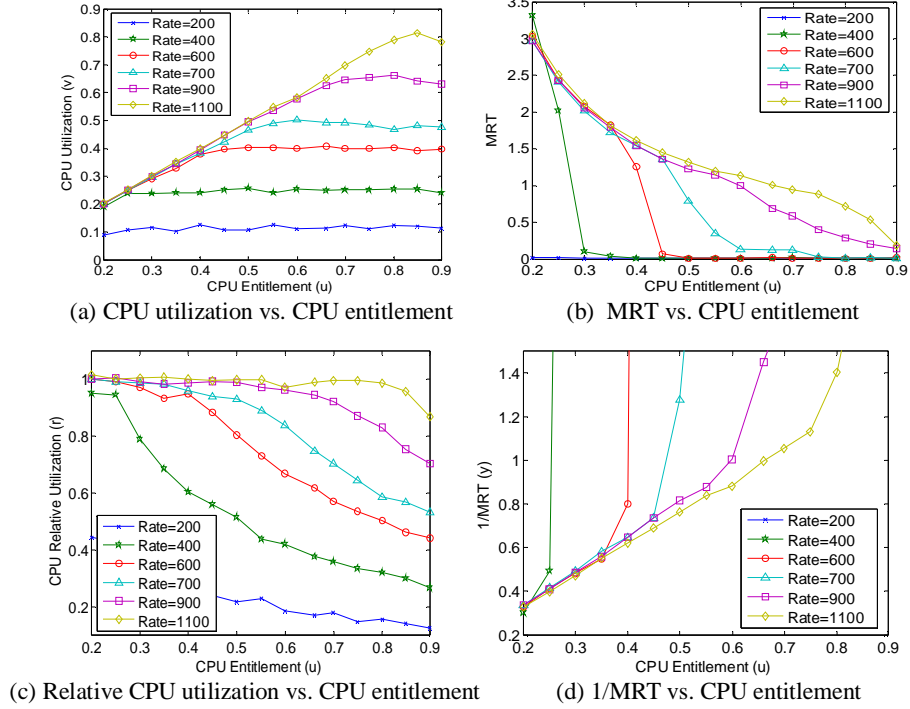 0.9
0.8
0.7
0.6
0.5
0.4
0.3
0.2
0.1
0
CPU Utilization (v)
Rate=200
Rate=400
Rate=600
Rate=700
Rate=900
Rate=1100
0.2 0.3 0.4 0.5 0.6 0.7 0.8 0.9
CPU Entitlement (u)
(a) CPU utilization vs. CPU entitlement
3.5
3
2.5
2
1.5
1
0.5
0
MRT
Rate=200
Rate=400
Rate=600
Rate=700
Rate=900
Rate=1100
0.2 0.3 0.4 0.5 0.6 0.7 0.8 0.9
CPU Entitlement (u)
(b) MRT vs. CPU entitlement
1
0.8
0.6
0.4
0.2
CPU Relative Utilization (r)
Rate=200
Rate=400
Rate=600
Rate=700
Rate=900
Rate=1100
0.2 0.3 0.4 0.5 0.6 0.7 0.8 0.9
CPU Entitlement (u)
(c) Relative CPU utilization vs. CPU entitlement
1.4
1.2
1
0.8
0.6
0.4
0.2
1/MRT (y)
Rate=200
Rate=400
Rate=600
Rate=700
Rate=900
Rate=1100
0.2 0.3 0.4 0.5 0.6 0.7 0.8 0.9
CPU Entitlement (u)
(d) 1/MRT vs. CPU entitlement